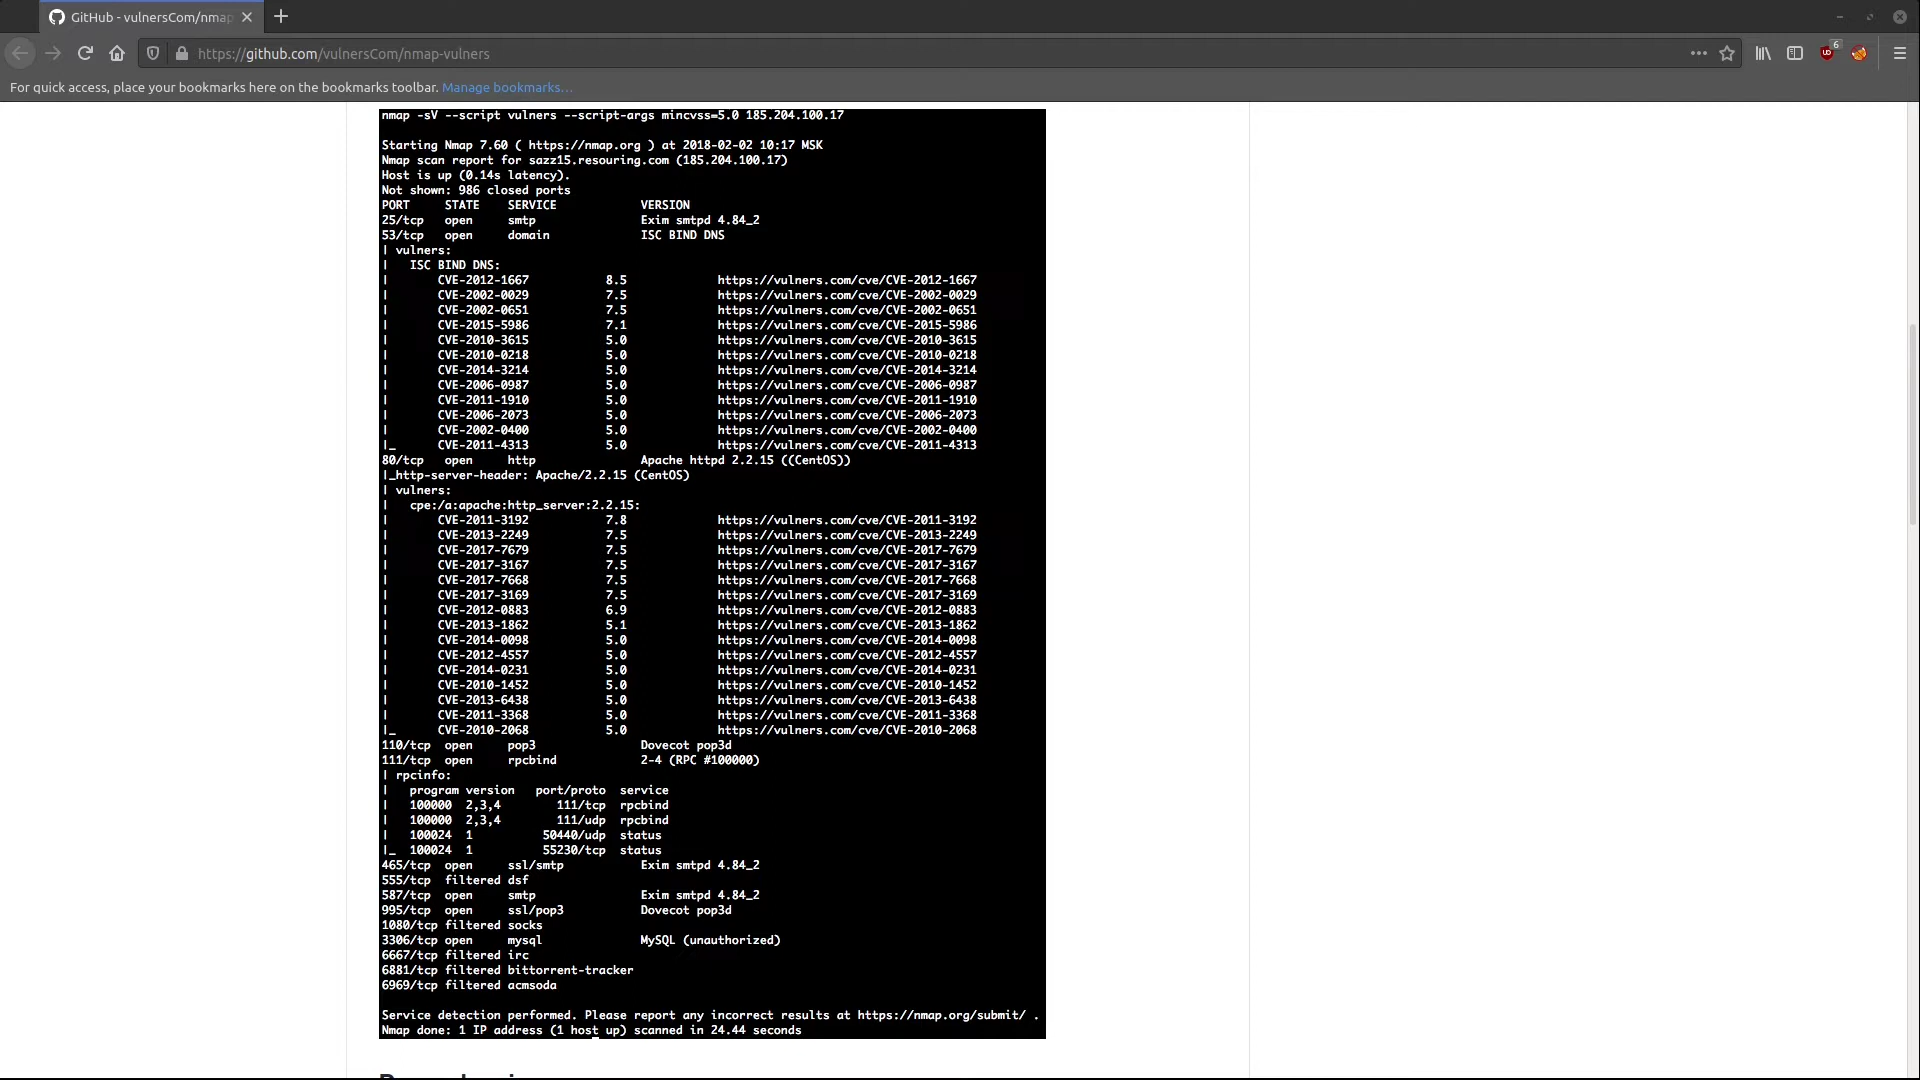 GitHub - vulnersCom/nmap
https://github.com/vulnersCom/nmap-vulners
6
For quick access, place your bookmarks here on the bookmarks toolbar. Manage bookmarks...
nmap -sV --script vulners --script-args mincvss=5.0 185.204.100.17
Starting Nmap 7.60 ( https://nmap.org ) at 2018-02-02 10:17 MSK
Nmap scan report for sazz15.resouring.com (185.204.100.17)
Host is up (0.14s latency).
Not shown: 986 closed ports
PORT STATE SERVICE VERSION
25/tcp open smtp Exim smtpd 4.84_2
53/tcp open domain ISC BIND DNS
| vulners:
| ISC BIND DNS:
| CVE-2012-1667 8.5 https://vulners.com/cve/CVE-2012-1667
| CVE-2002-0029 7.5 https://vulners.com/cve/CVE-2002-0029
| CVE-2002-0651 7.5 https://vulners.com/cve/CVE-2002-0651
| CVE-2015-5986 7.1 https://vulners.com/cve/CVE-2015-5986
| CVE-2010-3615 5.0 https://vulners.com/cve/CVE-2010-3615
| CVE-2010-0218 5.0 https://vulners.com/cve/CVE-2010-0218
| CVE-2014-3214 5.0 https://vulners.com/cve/CVE-2014-3214
| CVE-2006-0987 5.0 https://vulners.com/cve/CVE-2006-0987
| CVE-2011-1910 5.0 https://vulners.com/cve/CVE-2011-1910
| CVE-2006-2073 5.0 https://vulners.com/cve/CVE-2006-2073
| CVE-2002-0400 5.0 https://vulners.com/cve/CVE-2002-0400
|_ CVE-2011-4313 5.0 https://vulners.com/cve/CVE-2011-4313
80/tcp open http Apache httpd 2.2.15 ((CentOS))
|_http-server-header: Apache/2.2.15 (CentOS)
| vulners:
| cpe:/a:apache:http_server:2.2.15:
| CVE-2011-3192 7.8 https://vulners.com/cve/CVE-2011-3192
| CVE-2013-2249 7.5 https://vulners.com/cve/CVE-2013-2249
| CVE-2017-7679 7.5 https://vulners.com/cve/CVE-2017-7679
| CVE-2017-3167 7.5 https://vulners.com/cve/CVE-2017-3167
| CVE-2017-7668 7.5 https://vulners.com/cve/CVE-2017-7668
| CVE-2017-3169 7.5 https://vulners.com/cve/CVE-2017-3169
| CVE-2012-0883 6.9 https://vulners.com/cve/CVE-2012-0883
| CVE-2013-1862 5.1 https://vulners.com/cve/CVE-2013-1862
| CVE-2014-0098 5.0 https://vulners.com/cve/CVE-2014-0098
| CVE-2012-4557 5.0 https://vulners.com/cve/CVE-2012-4557
| CVE-2014-0231 5.0 https://vulners.com/cve/CVE-2014-0231
| CVE-2010-1452 5.0 https://vulners.com/cve/CVE-2010-1452
| CVE-2013-6438 5.0 https://vulners.com/cve/CVE-2013-6438
| CVE-2011-3368 5.0 https://vulners.com/cve/CVE-2011-3368
|_ CVE-2010-2068 5.0 https://vulners.com/cve/CVE-2010-2068
110/tcp open pop3 Dovecot pop3d
111/tcp open rpcbind 2-4 (RPC #100000)
| rpcinfo:
| program version port/proto service
| 100000 2,3,4 111/tcp rpcbind
| 100000 2,3,4 111/udp rpcbind
| 100024 1 50440/udp status
|_ 100024 1 55230/tcp status
465/tcp open ssl/smtp Exim smtpd 4.84_2
555/tcp filtered dsf
587/tcp open smtp Exim smtpd 4.84_2
995/tcp open ssl/pop3 Dovecot pop3d
1080/tcp filtered socks
3306/tcp open mysql MySQL (unauthorized)
6667/tcp filtered irc
6881/tcp filtered bittorrent-tracker
6969/tcp filtered acmsoda
Service detection performed. Please report any incorrect results at https://nmap.org/submit/ .
Nmap done: 1 IP address (1 host up) scanned in 24.44 seconds